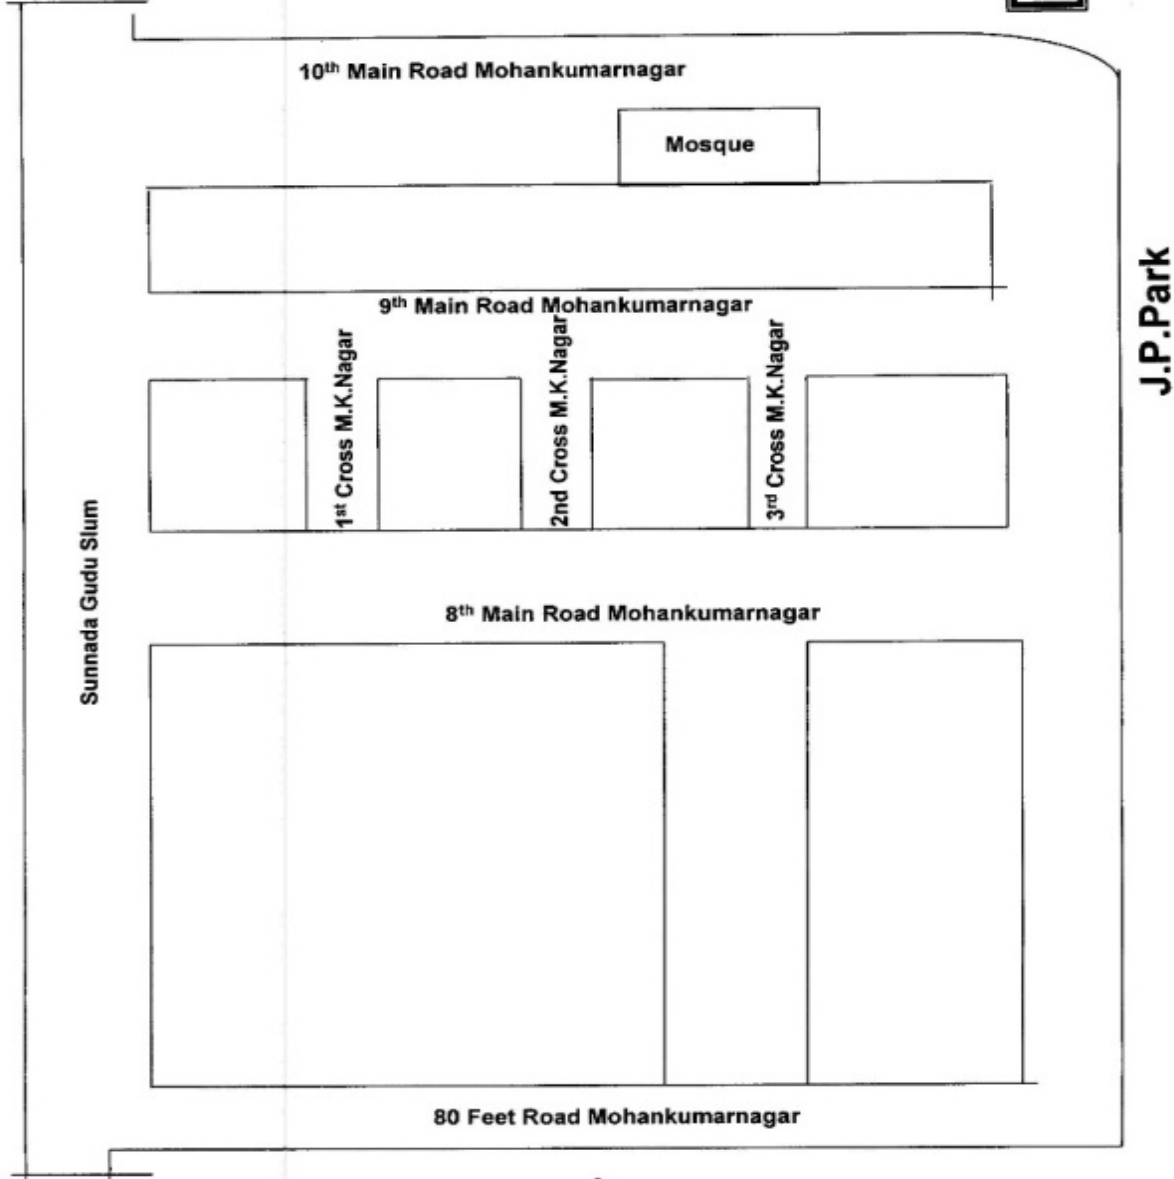 10th Main Road Mohankumarnagar
Mosque
J.P.Park
9th Main Road Mohankumarnagar
1st Cross M.K.Nagar
2nd Cross M.K.Nagar
3rd Cross M.K.Nagar
Sunnada Gudu Slum
8th Main Road Mohankumarnagar
80 Feet Road Mohankumarnagar